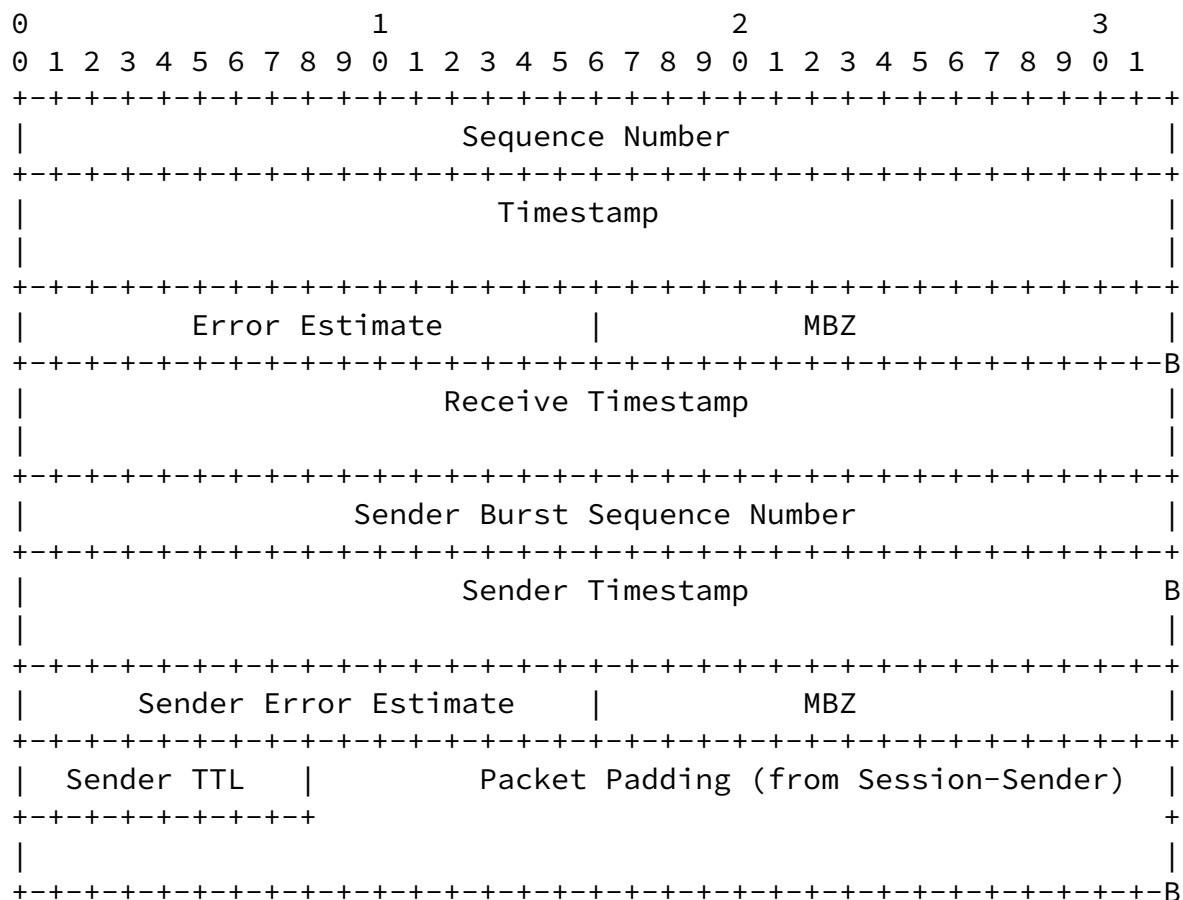 0                   1                   2                   3
0 1 2 3 4 5 6 7 8 9 0 1 2 3 4 5 6 7 8 9 0 1 2 3 4 5 6 7 8 9 0 1
+-+-+-+-+-+-+-+-+-+-+-+-+-+-+-+-+-+-+-+-+-+-+-+-+-+-+-+-+-+-+-+-+
|                        Sequence Number                        |
+-+-+-+-+-+-+-+-+-+-+-+-+-+-+-+-+-+-+-+-+-+-+-+-+-+-+-+-+-+-+-+-+
|                          Timestamp                            |
|                                                               |
+-+-+-+-+-+-+-+-+-+-+-+-+-+-+-+-+-+-+-+-+-+-+-+-+-+-+-+-+-+-+-+-+
|         Error Estimate        |           MBZ                 |
+-+-+-+-+-+-+-+-+-+-+-+-+-+-+-+-+-+-+-+-+-+-+-+-+-+-+-+-+-+-+-+-B
|                       Receive Timestamp                       |
|                                                               |
+-+-+-+-+-+-+-+-+-+-+-+-+-+-+-+-+-+-+-+-+-+-+-+-+-+-+-+-+-+-+-+-+
|                  Sender Burst Sequence Number                 |
+-+-+-+-+-+-+-+-+-+-+-+-+-+-+-+-+-+-+-+-+-+-+-+-+-+-+-+-+-+-+-+-+
|                        Sender Timestamp                       B
|                                                               |
+-+-+-+-+-+-+-+-+-+-+-+-+-+-+-+-+-+-+-+-+-+-+-+-+-+-+-+-+-+-+-+-+
|      Sender Error Estimate    |           MBZ                 |
+-+-+-+-+-+-+-+-+-+-+-+-+-+-+-+-+-+-+-+-+-+-+-+-+-+-+-+-+-+-+-+-+
|  Sender TTL   |         Packet Padding (from Session-Sender)  |
+-+-+-+-+-+-+-+-+                                               +
|                                                               |
+-+-+-+-+-+-+-+-+-+-+-+-+-+-+-+-+-+-+-+-+-+-+-+-+-+-+-+-+-+-+-+-B